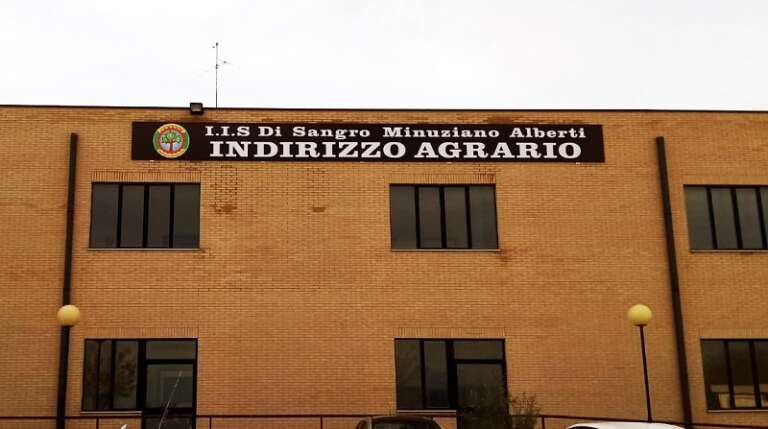 I.I.S Di Sangro Minuziano Alberti
INDIRIZZO AGRARIO